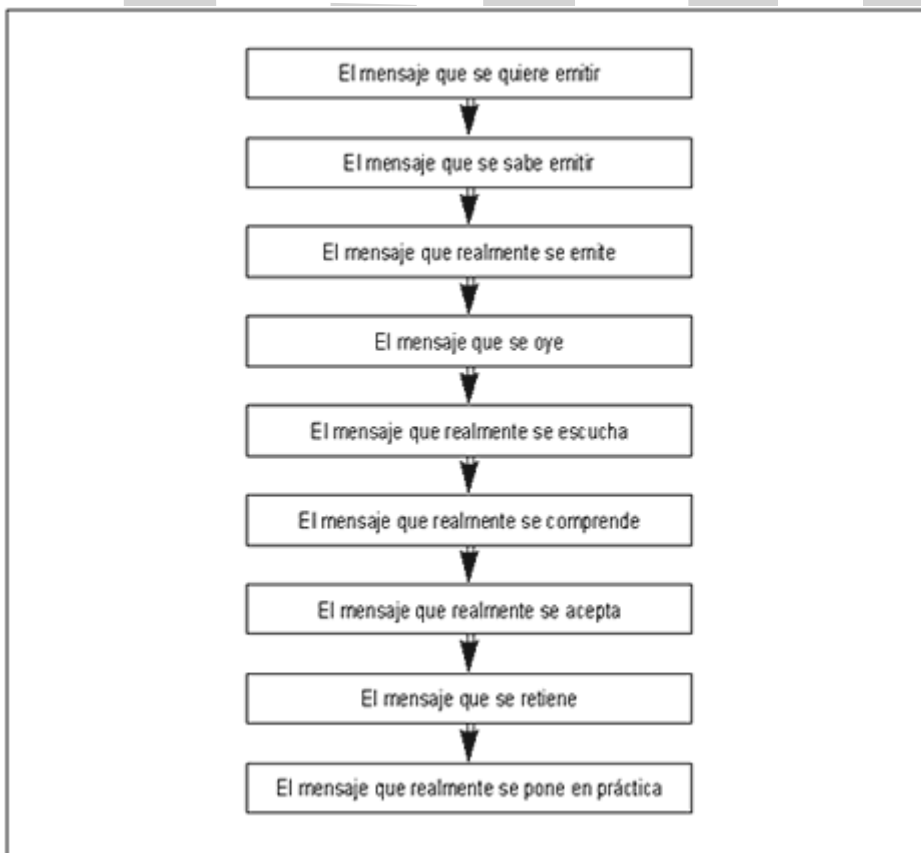 El mensaje que se quiere emitir
El mensaje que se sabe emitir
El mensaje que realmente se emite
El mensaje que se oye
El mensaje que realmente se escucha
El mensaje que realmente se comprende
El mensaje que realmente se acepta
El mensaje que se retiene
El mensaje que realmente se pone en práctica